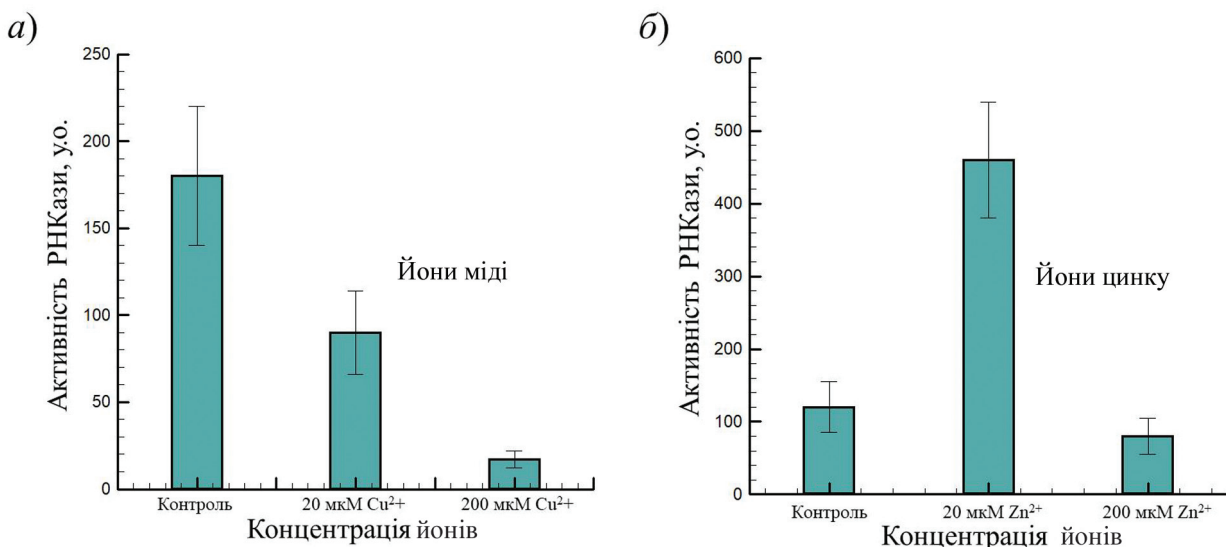 а)
Активність РНКази, у.о.
250
200
150
100
50
0
Йони міді
Контроль
20 мкМ Cu²⁺
200 мкМ Cu²⁺
Концентрація йонів
б)
Активність РНКази, у.о.
600
500
400
300
200
100
0
Йони цинку
Контроль
20 мкМ Zn²⁺
200 мкМ Zn²⁺
Концентрація йонів